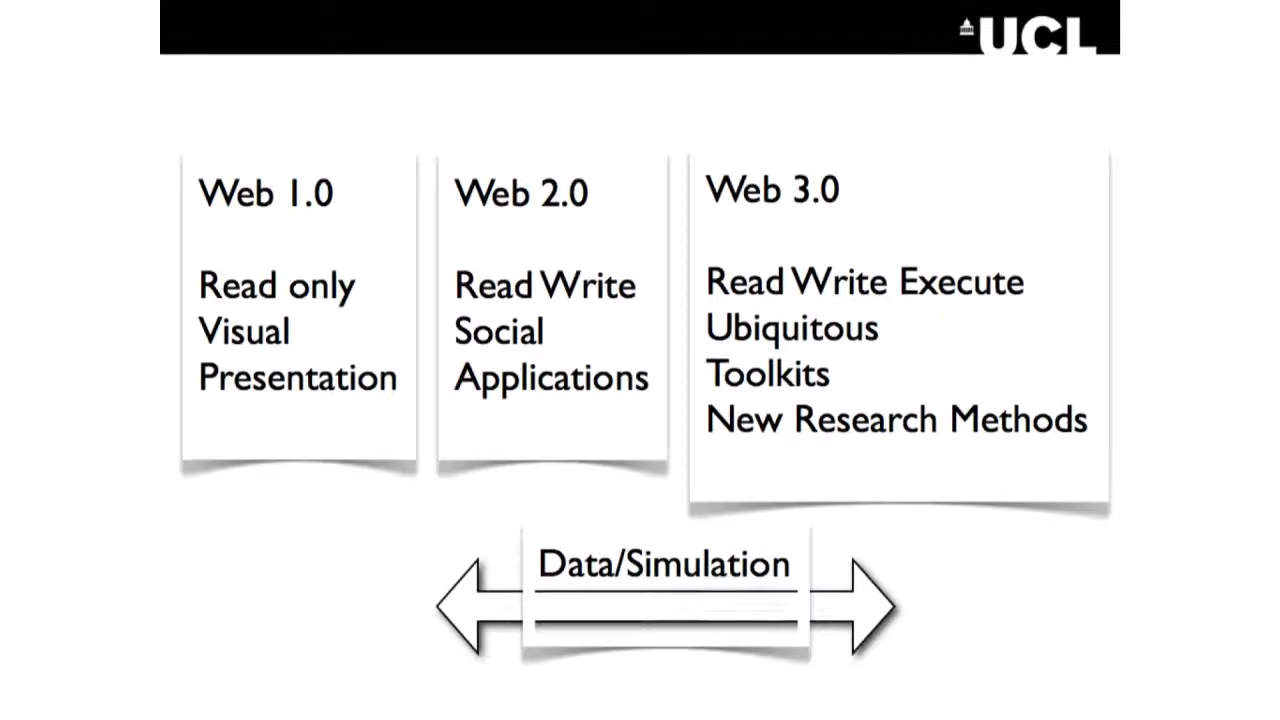 UCL
Web 1.0
Read only
Visual
Presentation
Web 2.0
Read Write
Social
Applications
Web 3.0
Read Write Execute
Ubiquitous
Toolkits
New Research Methods
Data/Simulation